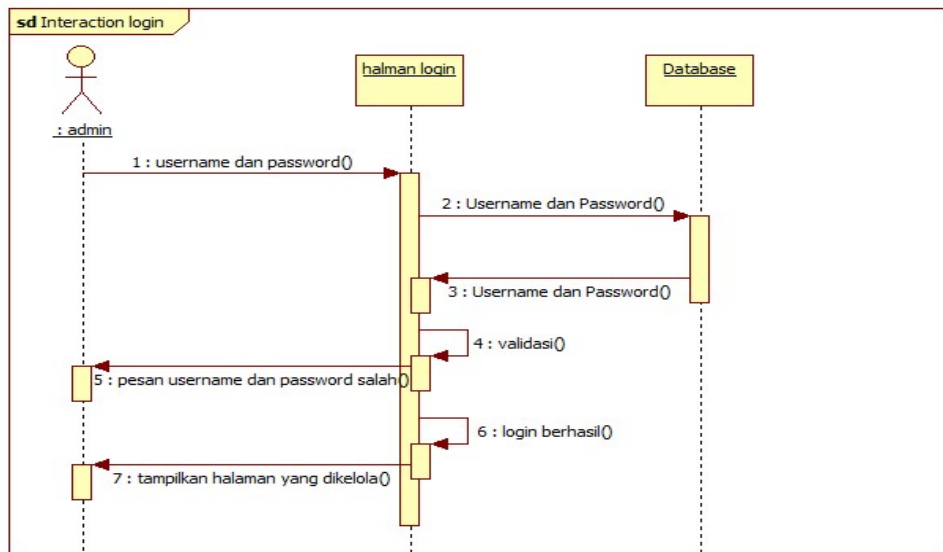 sd Interaction login
halman login
Database
: admin
1 : username dan password()
2 : Username dan Password()
3 : Username dan Password()
4 : validasi()
5 : pesan username dan password salah()
6 : login berhasil()
7 : tampilkan halaman yang dikelola()